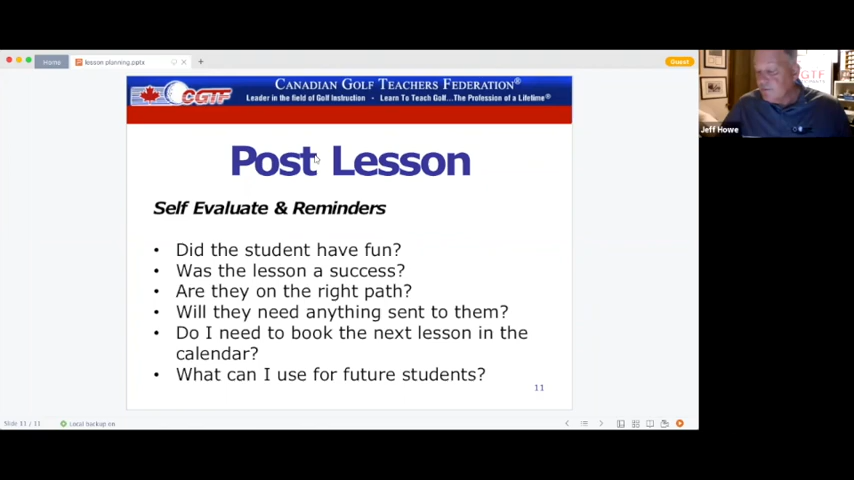 Home
lesson planning.pptx
Guest
CGTF
CANADIAN GOLF TEACHERS FEDERATION®
Leader in the field of Golf Instruction - Learn To Teach Golf...The Profession of a Lifetime®
Post Lesson
Self Evaluate & Reminders
• Did the student have fun?
• Was the lesson a success?
• Are they on the right path?
• Will they need anything sent to them?
• Do I need to book the next lesson in the
calendar?
• What can I use for future students?
11
Slide 11 / 11
Local backup on
Jeff Howe